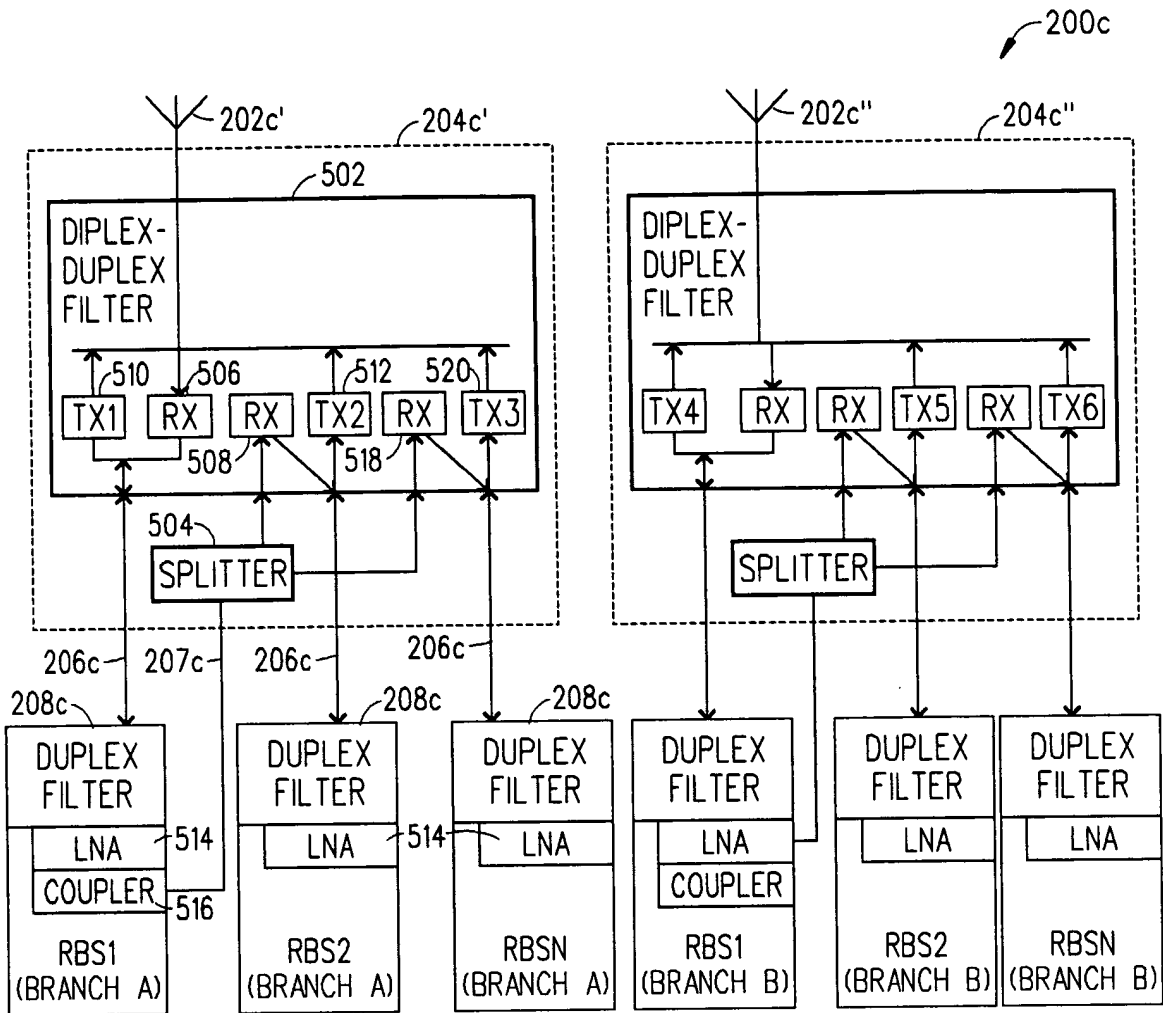 200c
202c'
204c'
202c"
204c"
502
DIPLEX-
DUPLEX
FILTER
DIPLEX-
DUPLEX
FILTER
510
506
512
520
TX1
RX
RX
TX2
RX
TX3
TX4
RX
RX
TX5
RX
TX6
508
518
504
SPLITTER
SPLITTER
206c
207c
206c
206c
208c
208c
208c
DUPLEX
FILTER
DUPLEX
FILTER
DUPLEX
FILTER
DUPLEX
FILTER
DUPLEX
FILTER
DUPLEX
FILTER
LNA
514
LNA
514
LNA
LNA
LNA
LNA
COUPLER
516
COUPLER
RBS1
(BRANCH A)
RBS2
(BRANCH A)
RBSN
(BRANCH A)
RBS1
(BRANCH B)
RBS2
(BRANCH B)
RBSN
(BRANCH B)